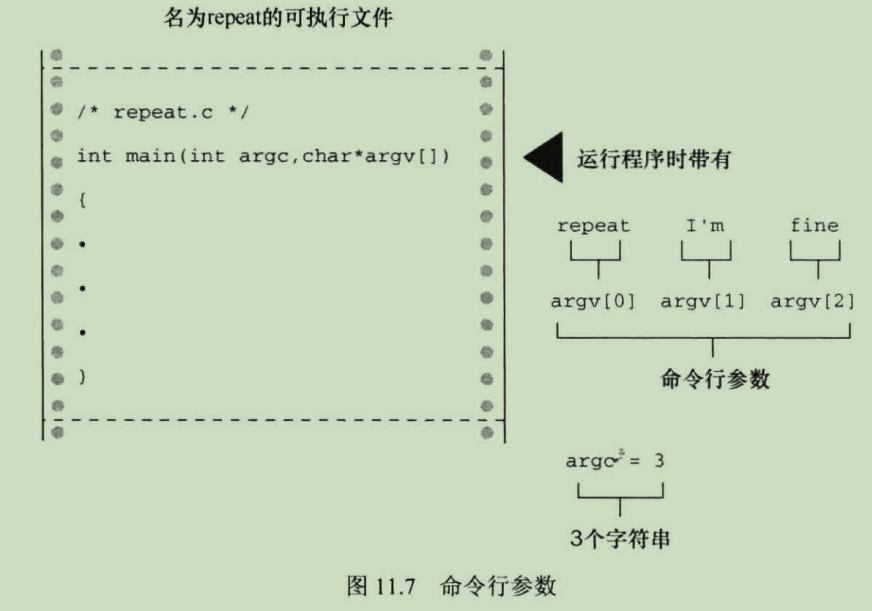 名为repeat的可执行文件
/* repeat.c */
int main(int argc,char*argv[])
{
•
•
•
}
运行程序时带有
repeat I'm fine
argv[0] argv[1] argv[2]
命令行参数
argc = 3
3个字符串
图 11.7 命令行参数